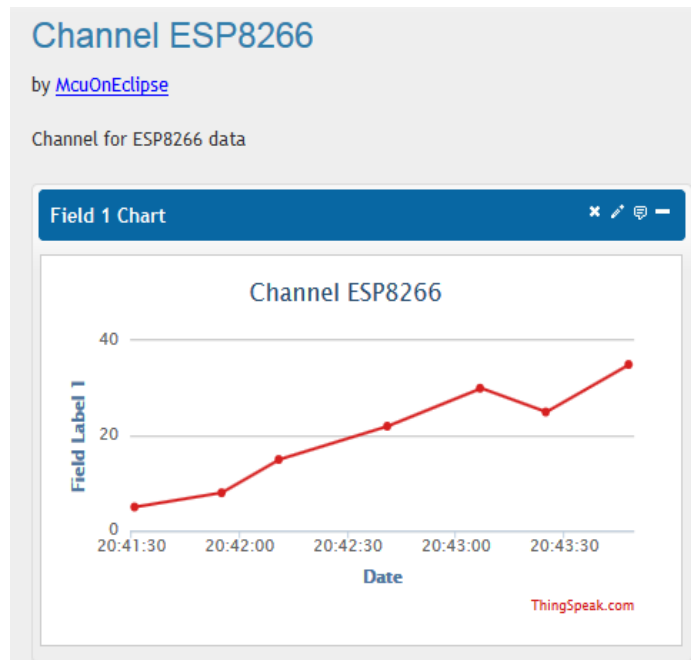 Channel ESP8266
by McuOnEclipse
Channel for ESP8266 data
Field 1 Chart
Channel ESP8266
Field Label 1
40
20
0
20:41:30 20:42:00 20:42:30 20:43:00 20:43:30
Date
ThingSpeak.com